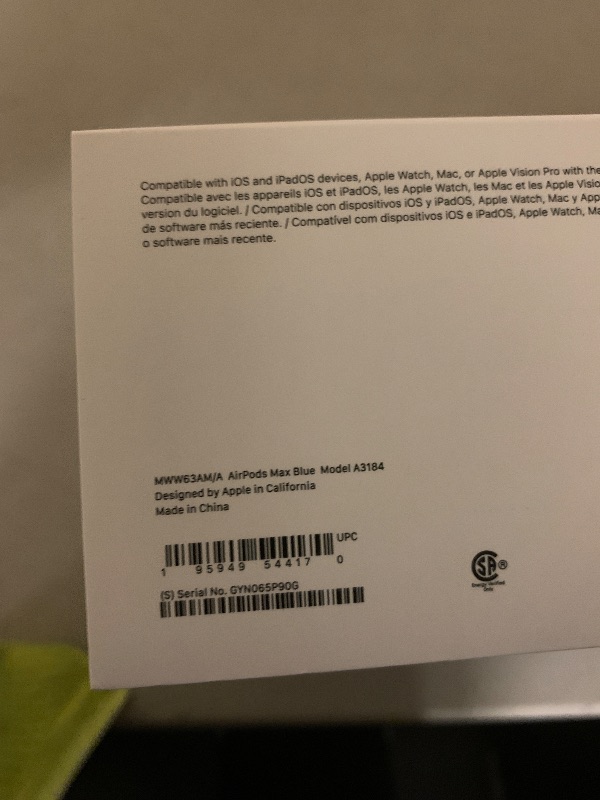 Compatible with iOS and iPadOS devices, Apple Watch, Mac, or Apple Vision Pro with the
Compatible avec les appareils iOS et iPadOS, les Apple Watch, les Mac et les Apple Visio
version du logiciel. / Compatible con dispositivos iOS y iPadOS, Apple Watch, Mac y App
de software más reciente. / Compatível com dispositivos iOS e iPadOS, Apple Watch, Ma
o software mais recente.
MWW63AM/A AirPods Max Blue Model A3184
Designed by Apple in California
Made in China
UPC
1 95949 54417 0
(S) Serial No. GYN065P90G
SA®
Energy Verified
Only